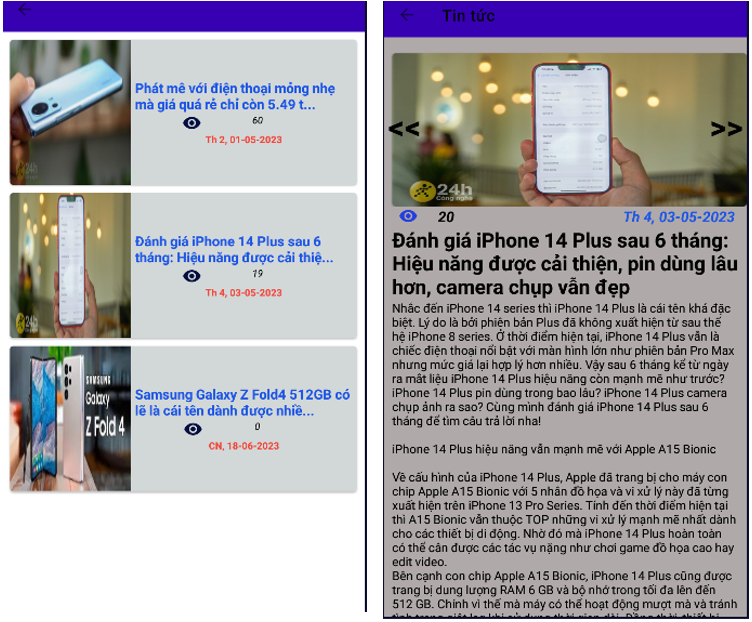 Phát mê với điện thoại mỏng nhẹ
mà giá quá rẻ chỉ còn 5.49 t...
60
Th 2, 01-05-2023
24h
Đánh giá iPhone 14 Plus sau 6
tháng: Hiệu năng được cải thiệ...
19
Th 4, 03-05-2023
24h
SAMSUNG
Galaxy
Z Fold4
Samsung Galaxy Z Fold4 512GB có
lẽ là cái tên dành được nhiề...
0
CN, 18-06-2023
Tin tức
<< >>
24h
Công nghệ
20 Th 4, 03-05-2023
Đánh giá iPhone 14 Plus sau 6 tháng:
Hiệu năng được cải thiện, pin dùng lâu
hơn, camera chụp vẫn đẹp
Nhắc đến iPhone 14 series thì iPhone 14 Plus là cái tên khá đặc
biệt. Lý do là bởi phiên bản Plus đã không xuất hiện từ sau thế
hệ iPhone 8 series. Ở thời điểm hiện tại, iPhone 14 Plus vẫn là
chiếc điện thoại nổi bật với màn hình lớn như phiên bản Pro Max
nhưng mức giá lại hợp lý hơn nhiều. Vậy sau 6 tháng kể từ ngày
ra mắt liệu iPhone 14 Plus hiệu năng còn mạnh mẽ như trước?
iPhone 14 Plus pin dùng trong bao lâu? iPhone 14 Plus camera
chụp ảnh ra sao? Cùng mình đánh giá iPhone 14 Plus sau 6
tháng để tìm câu trả lời nha!
iPhone 14 Plus hiệu năng vẫn mạnh mẽ với Apple A15 Bionic
Về cấu hình của iPhone 14 Plus, Apple đã trang bị cho máy con
chip Apple A15 Bionic với 5 nhân đồ họa và vi xử lý này đã từng
xuất hiện trên iPhone 13 Pro Series. Tính đến thời điểm hiện tại
thì A15 Bionic vẫn thuộc TOP những vi xử lý mạnh mẽ nhất dành
cho các thiết bị di động. Nhờ đó mà iPhone 14 Plus hoàn toàn
có thể cân được các tác vụ nặng như chơi game đồ họa cao hay
edit video.
Bên cạnh con chip Apple A15 Bionic, iPhone 14 Plus cũng được
trang bị dung lượng RAM 6 GB và bộ nhớ trong tối đa lên đến
512 GB. Chính vì thế mà máy có thể hoạt động mượt mà và tránh